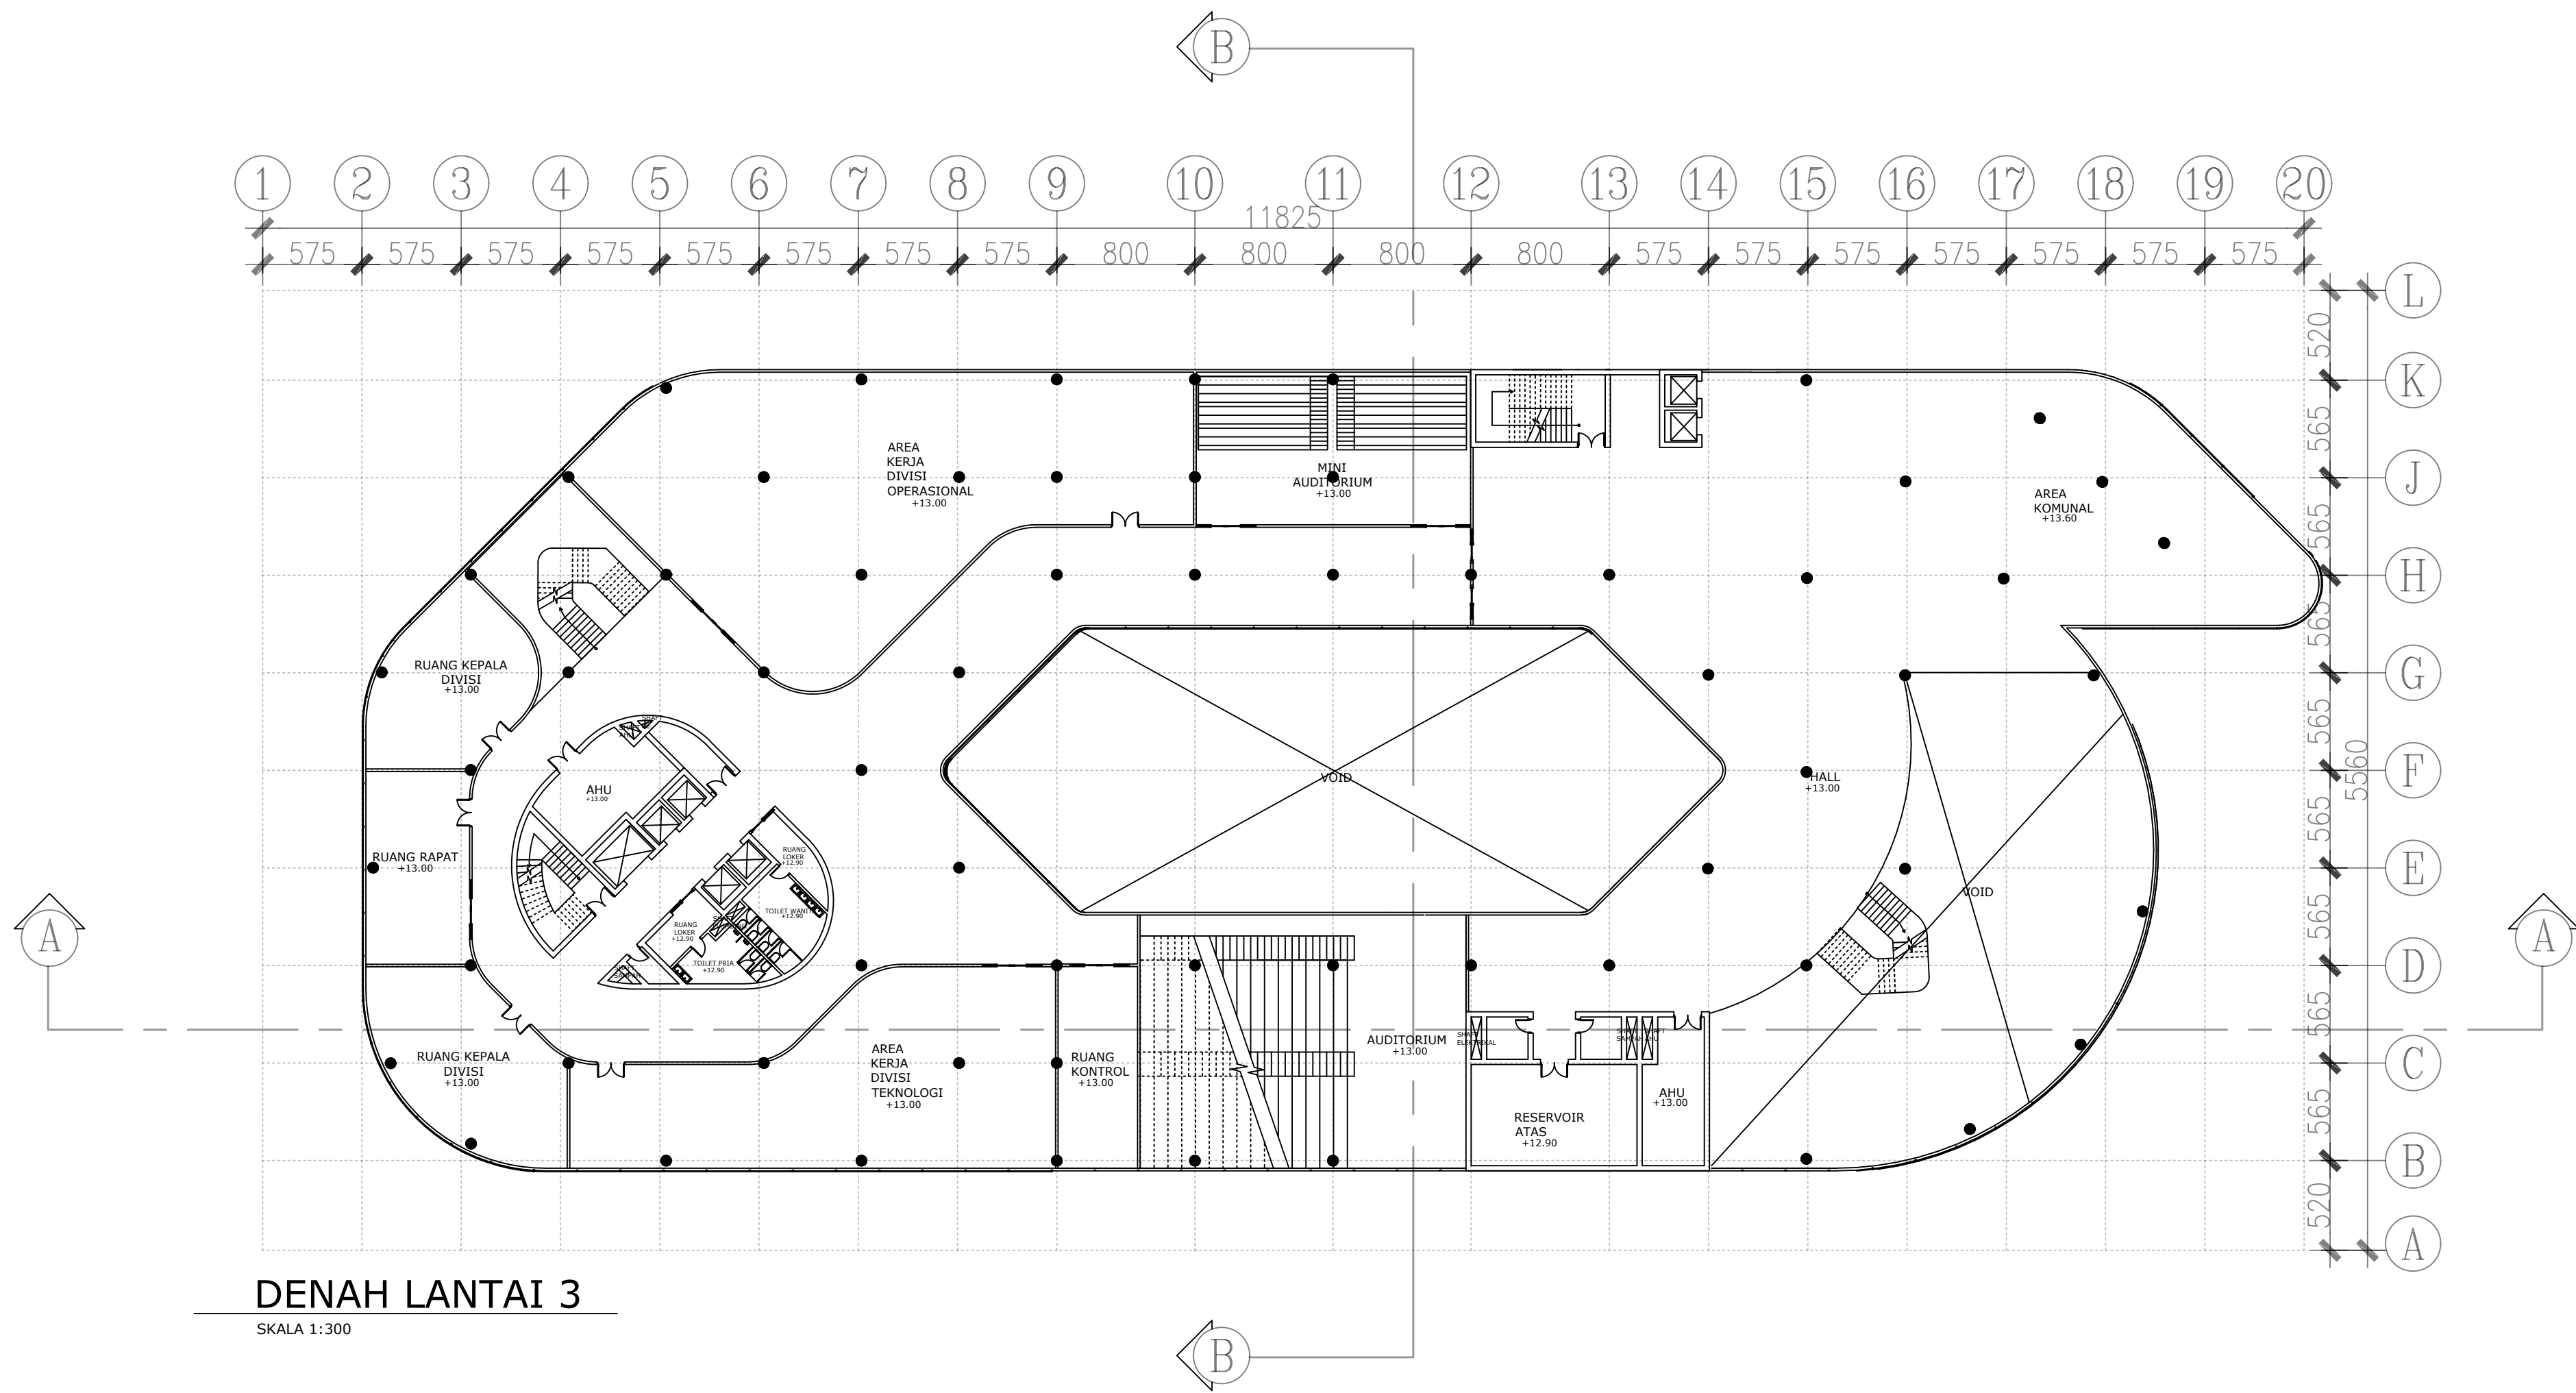 B
1 2 3 4 5 6 7 8 9 10 11 12 13 14 15 16 17 18 19 20
11825
575 575 575 575 575 575 575 575 800 800 800 800 575 575 575 575 575 575 575
L
520
K
565
J
565
H
565
G
565
F
5560
565
E
565
D
565
C
565
B
520
A
AREA
KERJA
DIVISI
OPERASIONAL
+13.00
MINI
AUDITORIUM
+13.00
AREA
KOMUNAL
+13.60
RUANG KEPALA
DIVISI
+13.00
AHU
+13.00
VOID
HALL
+13.00
RUANG RAPAT
+13.00
RUANG
LOKER
+12.90
TOILET WANITA
+12.90
RUANG
LOKER
+12.90
TOILET PRIA
+12.90
VOID
A
A
RUANG KEPALA
DIVISI
+13.00
AREA
KERJA
DIVISI
TEKNOLOGI
+13.00
RUANG
KONTROL
+13.00
AUDITORIUM
+13.00
SHAFT
ELEKTRIKAL
RESERVOIR
ATAS
+12.90
AHU
+13.00
DENAH LANTAI 3
SKALA 1:300
B